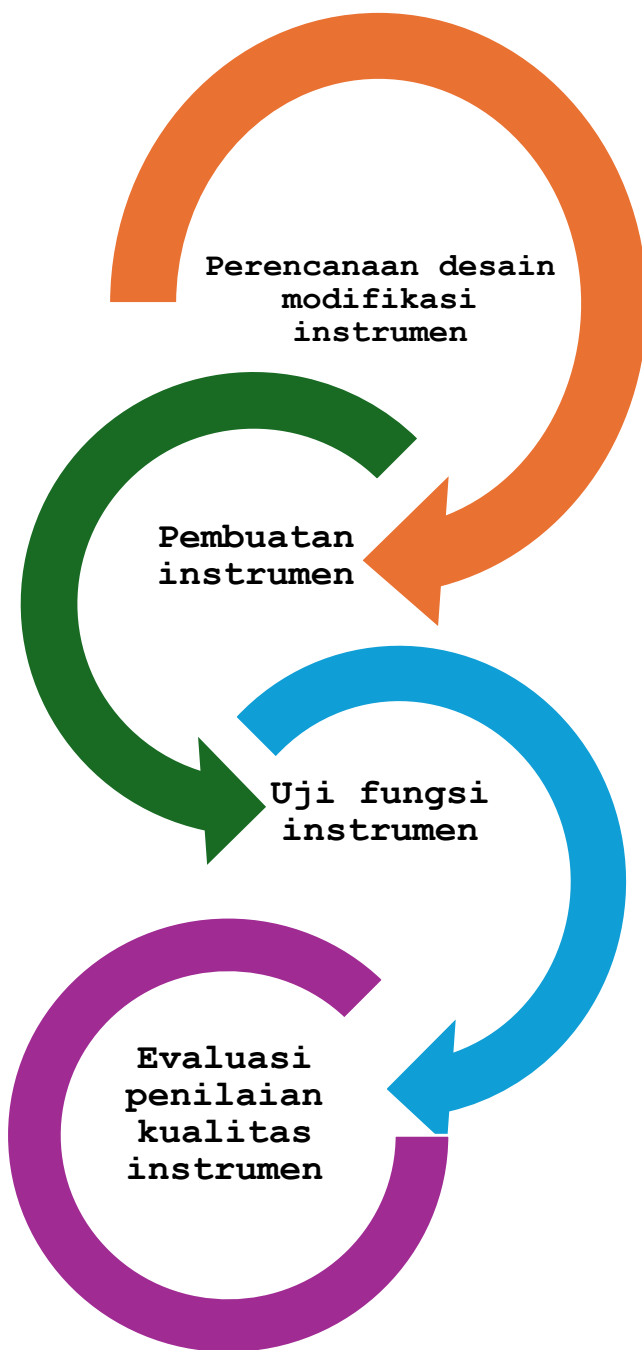 Perencanaan desain
modifikasi
instrumen
Pembuatan
instrumen
Uji fungsi
instrumen
Evaluasi
penilaian
kualitas
instrumen